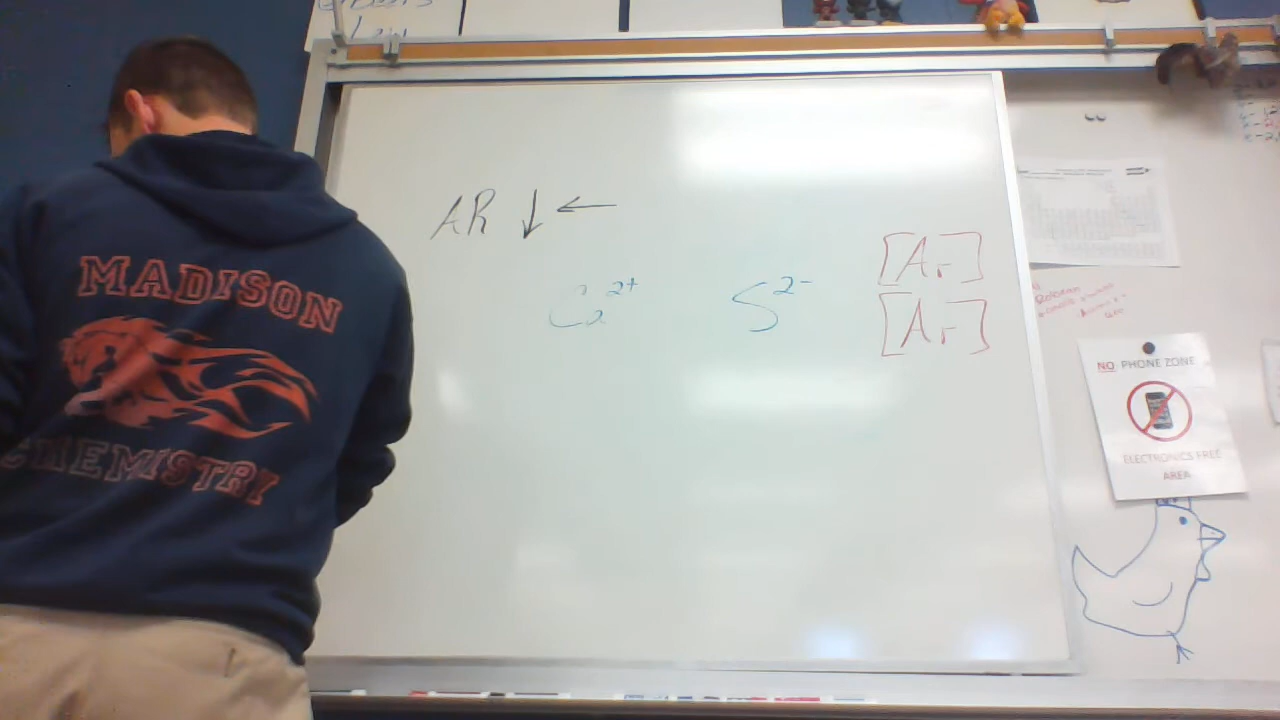 MADISON
CHEMISTRY
AR ↓ ←
Ca²⁺ S²⁻
[Ar]
[Ar]
NO PHONE ZONE
ELECTRONICS FREE
AREA